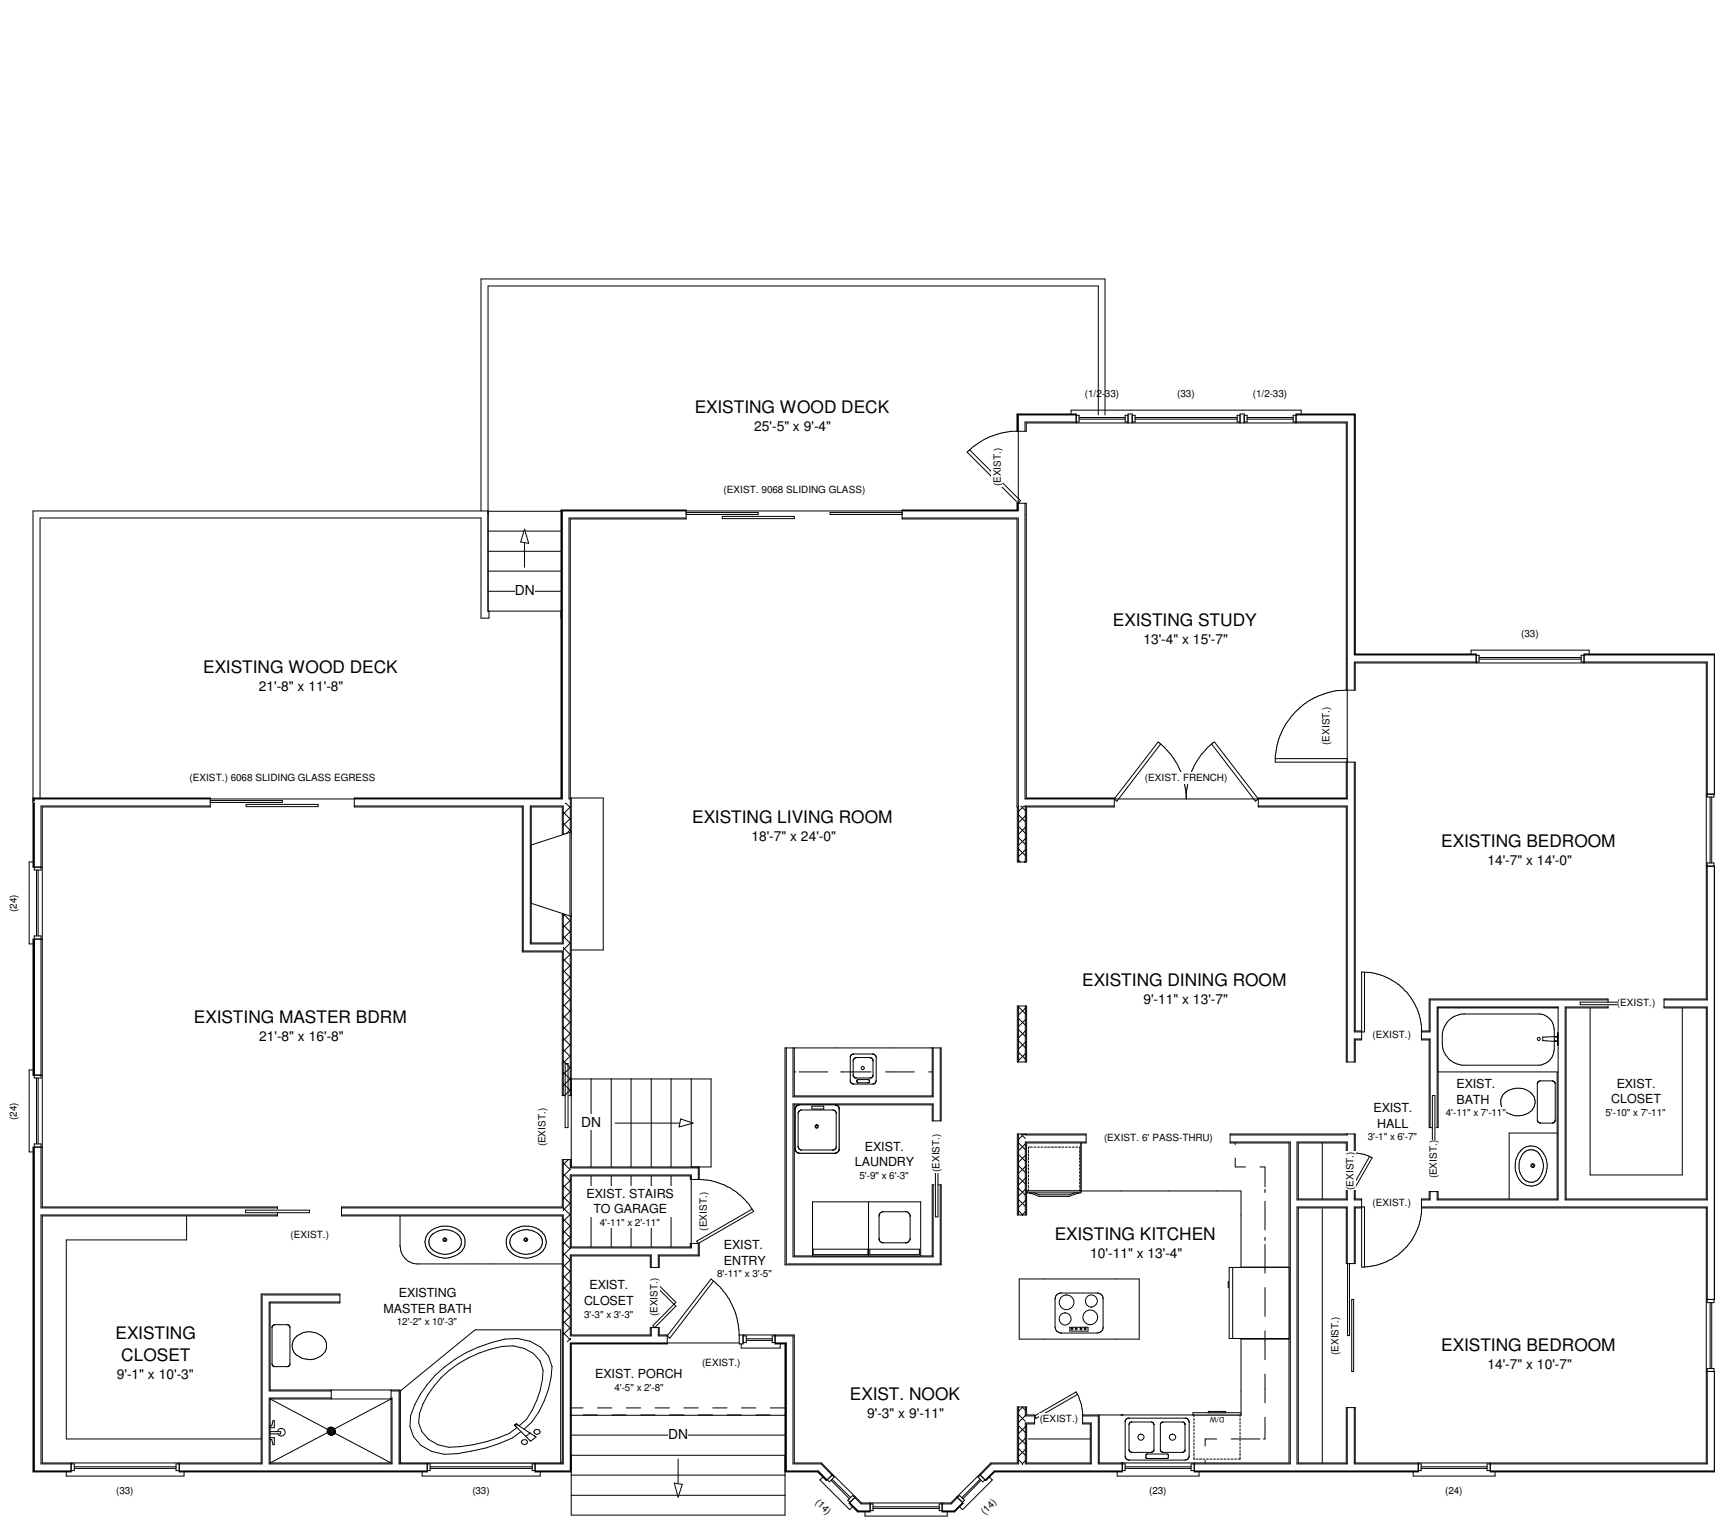 (1/2-33)
(33)
(1/2-33)
EXISTING WOOD DECK
25'-5" x 9'-4"
(EXIST.)
(EXIST. 9068 SLIDING GLASS)
DN
EXISTING STUDY
13'-4" x 15'-7"
(33)
EXISTING WOOD DECK
21'-8" x 11'-8"
(EXIST.)
(EXIST.) 6068 SLIDING GLASS EGRESS
(EXIST. FRENCH)
EXISTING LIVING ROOM
18'-7" x 24'-0"
EXISTING BEDROOM
14'-7" x 14'-0"
(24)
EXISTING DINING ROOM
9'-11" x 13'-7"
(EXIST.)
EXISTING MASTER BDRM
21'-8" x 16'-8"
(EXIST.)
(24)
(EXIST.)
DN
EXIST.
BATH
4'-11" x 7'-11"
EXIST.
CLOSET
5'-10" x 7'-11"
EXIST.
HALL
3'-1" x 6'-7"
(EXIST. 6' PASS-THRU)
EXIST.
LAUNDRY
5'-9" x 6'-3"
(EXIST.)
(EXIST.)
(EXIST.)
EXIST. STAIRS
TO GARAGE
4'-11" x 2'-11"
(EXIST.)
(EXIST.)
(EXIST.)
EXISTING KITCHEN
10'-11" x 13'-4"
EXIST.
ENTRY
8'-11" x 3'-5"
EXIST.
CLOSET
3'-3" x 3'-3"
(EXIST.)
EXISTING
MASTER BATH
12'-2" x 10'-3"
EXISTING
CLOSET
9'-1" x 10'-3"
(EXIST.)
EXISTING BEDROOM
14'-7" x 10'-7"
(EXIST.)
EXIST. PORCH
4'-5" x 2'-8"
EXIST. NOOK
9'-3" x 9'-11"
(EXIST.)
D/W
DN
(33)
(33)
(14)
(14)
(23)
(24)